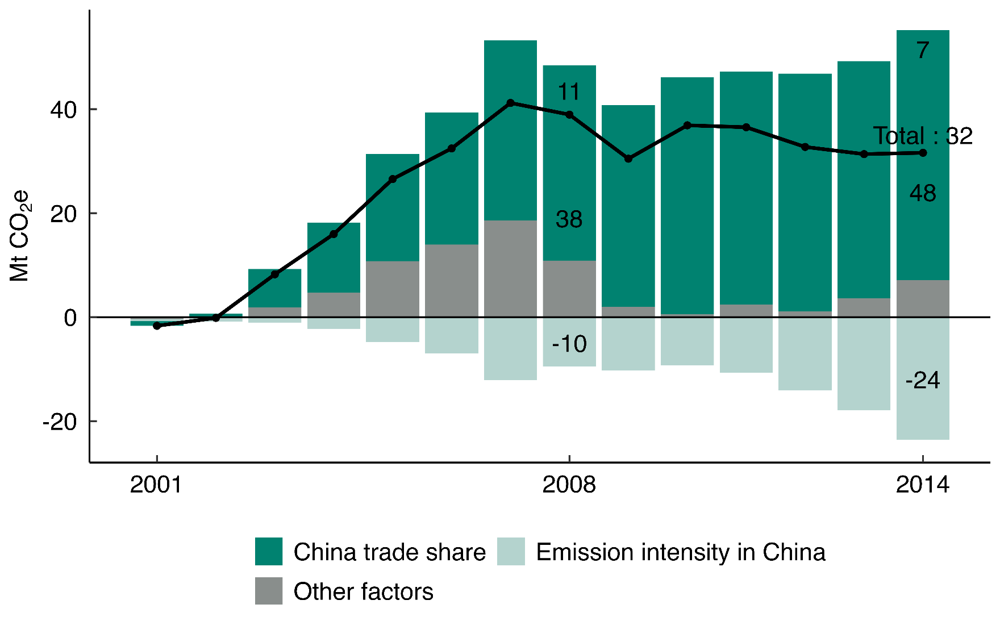 7
11
40
Total : 32
48
20
38
Mt CO₂e
0
-10
-24
-20
2001 2008 2014
China trade share Emission intensity in China
Other factors